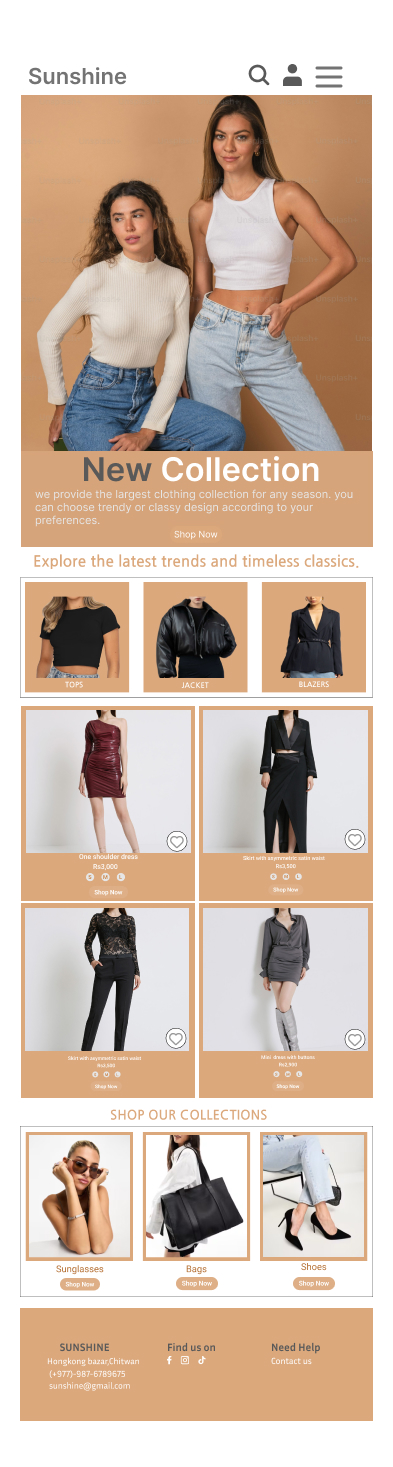 Sunshine
New Collection
we provide the largest clothing collection for any season. you
can choose trendy or classy design according to your
preferences.
Shop Now
Explore the latest trends and timeless classics.
TOPS
JACKET
BLAZERS
One shoulder dress
Rs3,000
S M L
Shop Now
Skirt with asymmetric satin waist
Rs3,500
S M L
Shop Now
Skirt with asymmetric satin waist
Rs3,500
S M L
Shop Now
Mini dress with buttons
Rs2,900
S M L
Shop Now
SHOP OUR COLLECTIONS
Sunglasses
Shop Now
Bags
Shop Now
Shoes
Shop Now
SUNSHINE
Hongkong bazar,Chitwan
(+977)-987-6789675
sunshine@gmail.com
Find us on
Need Help
Contact us